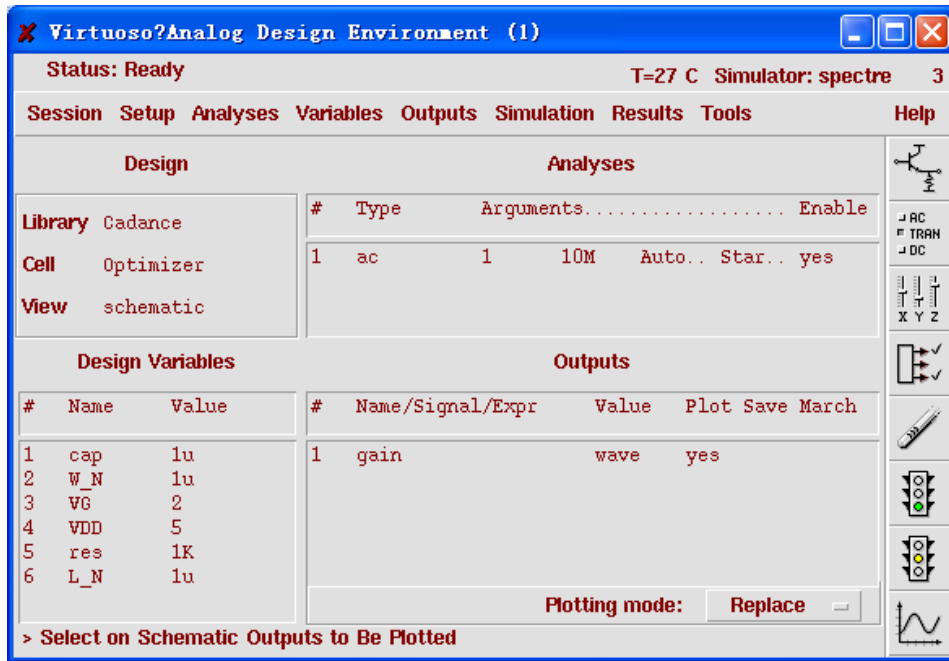 Virtuoso?Analog Design Environment (1)
Status: Ready
T=27 C Simulator: spectre 3
Session Setup Analyses Variables Outputs Simulation Results Tools Help
Design
Library Cadance
Cell Optimizer
View schematic
Analyses
# Type Arguments.................. Enable
1 ac 1 10M Auto.. Star.. yes
AC
TRAN
DC
X Y Z
Design Variables
# Name Value
1 cap 1u
2 W_N 1u
3 VG 2
4 VDD 5
5 res 1K
6 L_N 1u
Outputs
# Name/Signal/Expr Value Plot Save March
1 gain wave yes
Plotting mode: Replace
> Select on Schematic Outputs to Be Plotted